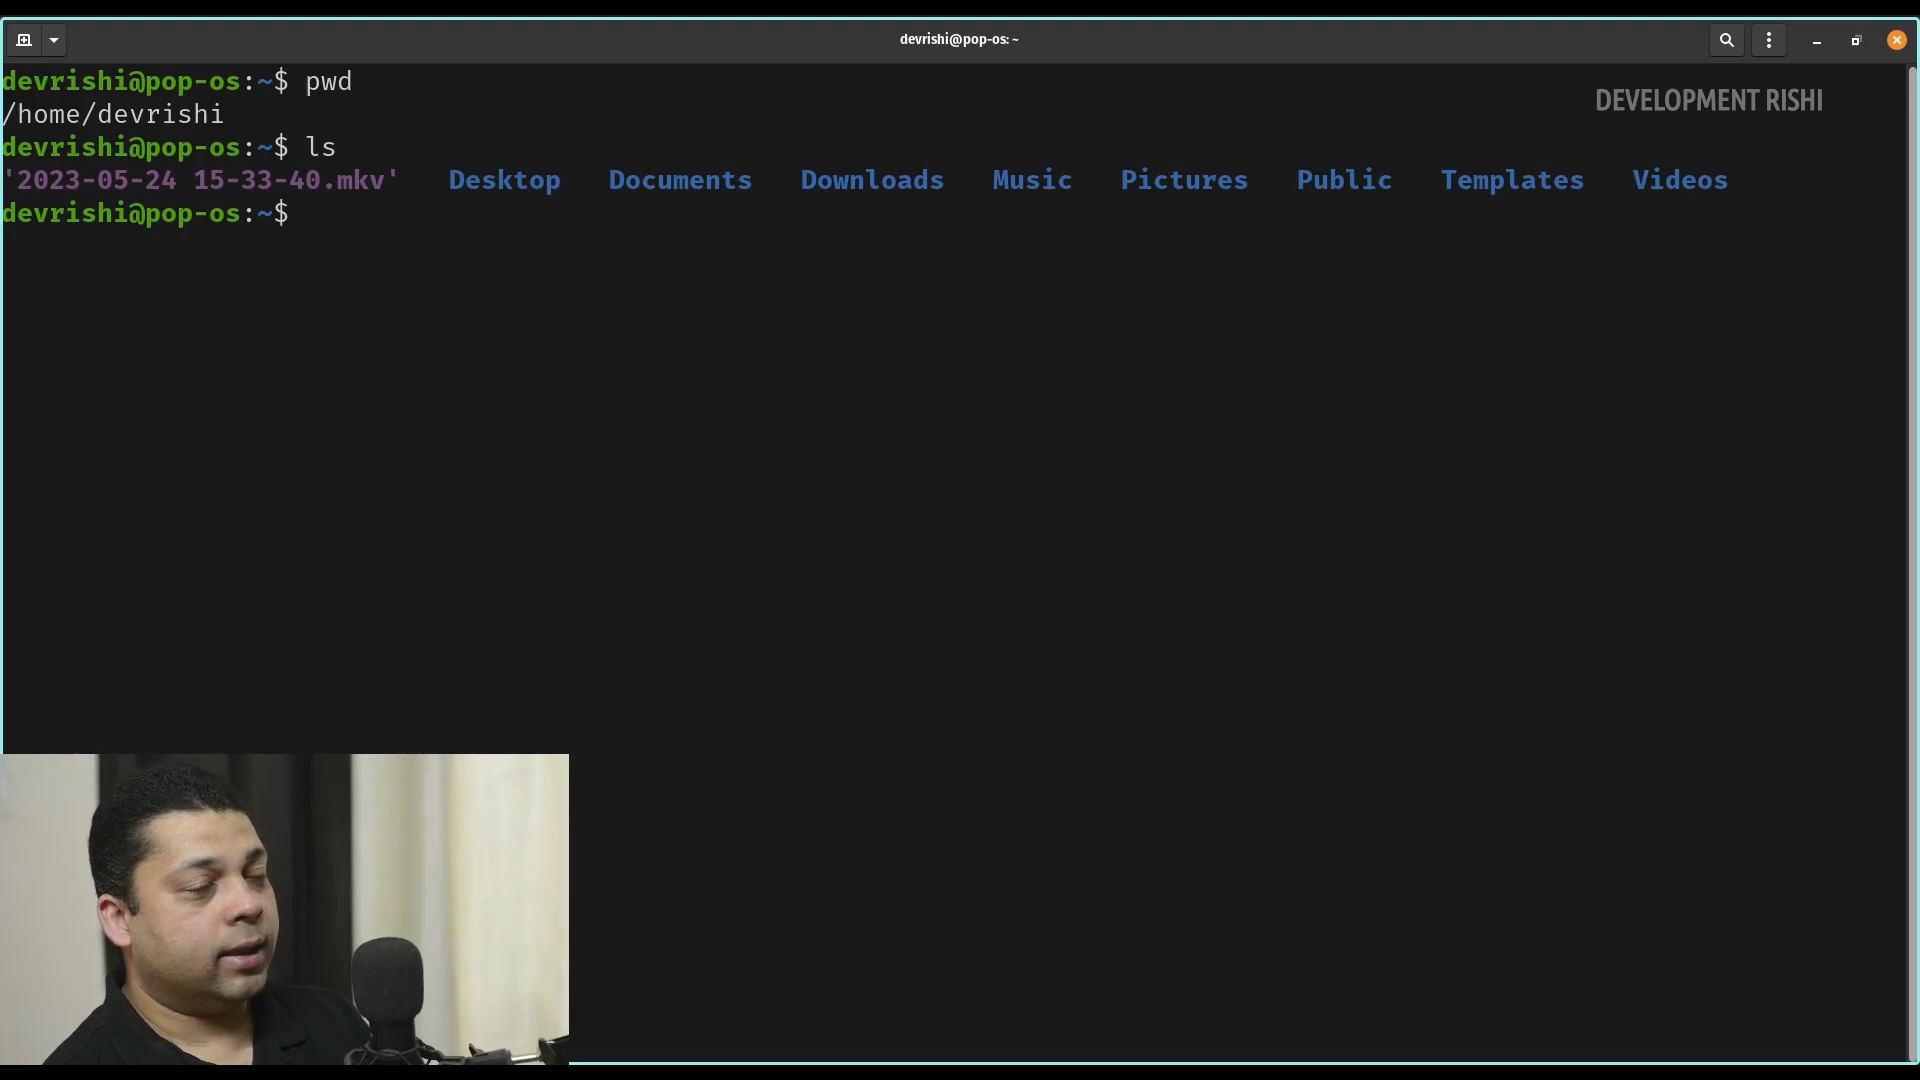 devrishi@pop-os: ~
devrishi@pop-os:~$ pwd
DEVELOPMENT RISHI
/home/devrishi
devrishi@pop-os:~$ ls
'2023-05-24 15-33-40.mkv' Desktop Documents Downloads Music Pictures Public Templates Videos
devrishi@pop-os:~$